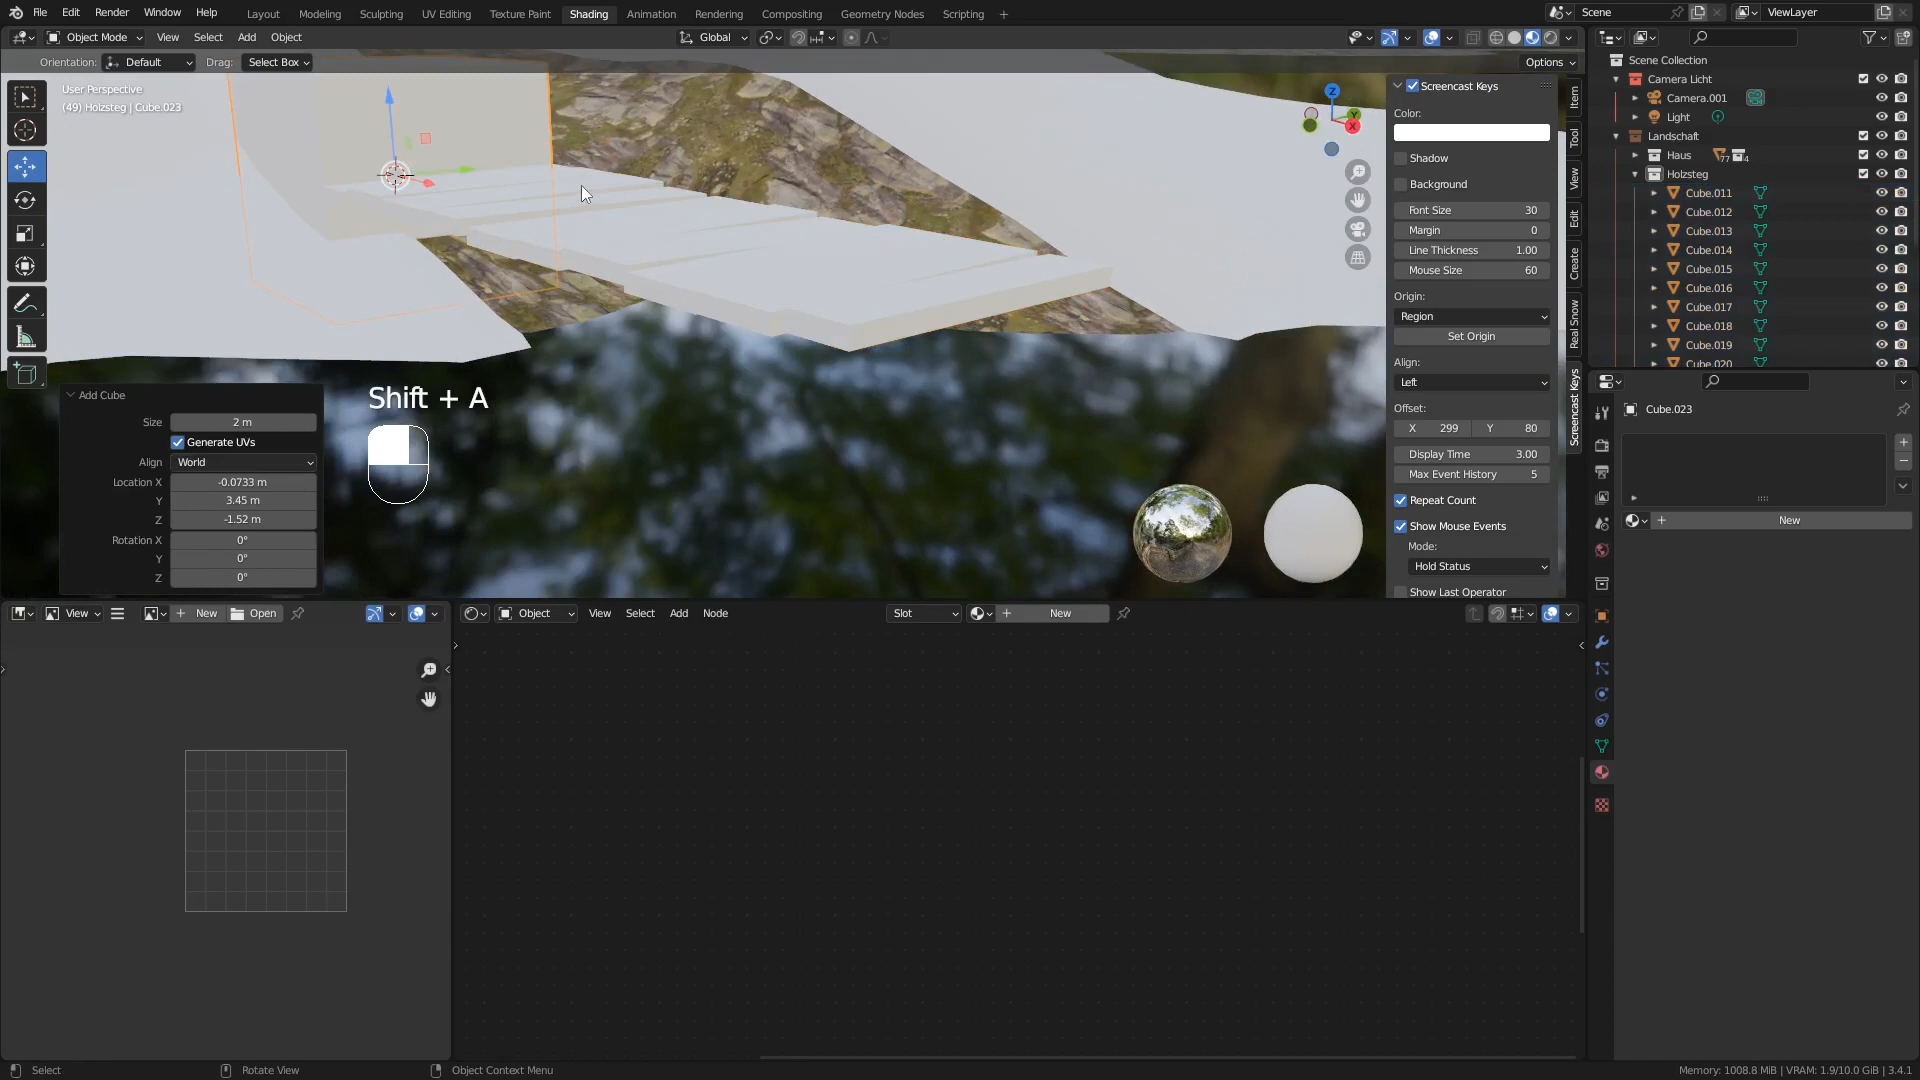 File Edit Render Window Help Layout Modeling Sculpting UV Editing Texture Paint Shading Animation Rendering Compositing Geometry Nodes Scripting + Scene ViewLayer
Object Mode View Select Add Object Global
Orientation: Default Drag: Select Box Options
User Perspective
(49) Holzsteg | Cube.023
Z
Y
X
Shift + A
Add Cube
Size 2 m
Generate UVs
Align World
Location X -0.0733 m
Y 3.45 m
Z -1.52 m
Rotation X 0°
Y 0°
Z 0°
Screencast Keys
Color:
Shadow
Background
Font Size 30
Margin 0
Line Thickness 1.00
Mouse Size 60
Origin:
Region
Set Origin
Align:
Left
Offset:
X 299 Y 80
Display Time 3.00
Max Event History 5
Repeat Count
Show Mouse Events
Mode:
Hold Status
Show Last Operator
Item
Tool
View
Edit
Create
Real Snow
Screencast Keys
Scene Collection
Camera Licht
Camera.001
Light
Landschaft
Haus 77 4
Holzsteg
Cube.011
Cube.012
Cube.013
Cube.014
Cube.015
Cube.016
Cube.017
Cube.018
Cube.019
Cube.020
Cube.023
New
View New Open
Object View Select Add Node Slot New
Select Rotate View Object Context Menu Memory: 1008.8 MiB | VRAM: 1.9/10.0 GiB | 3.4.1